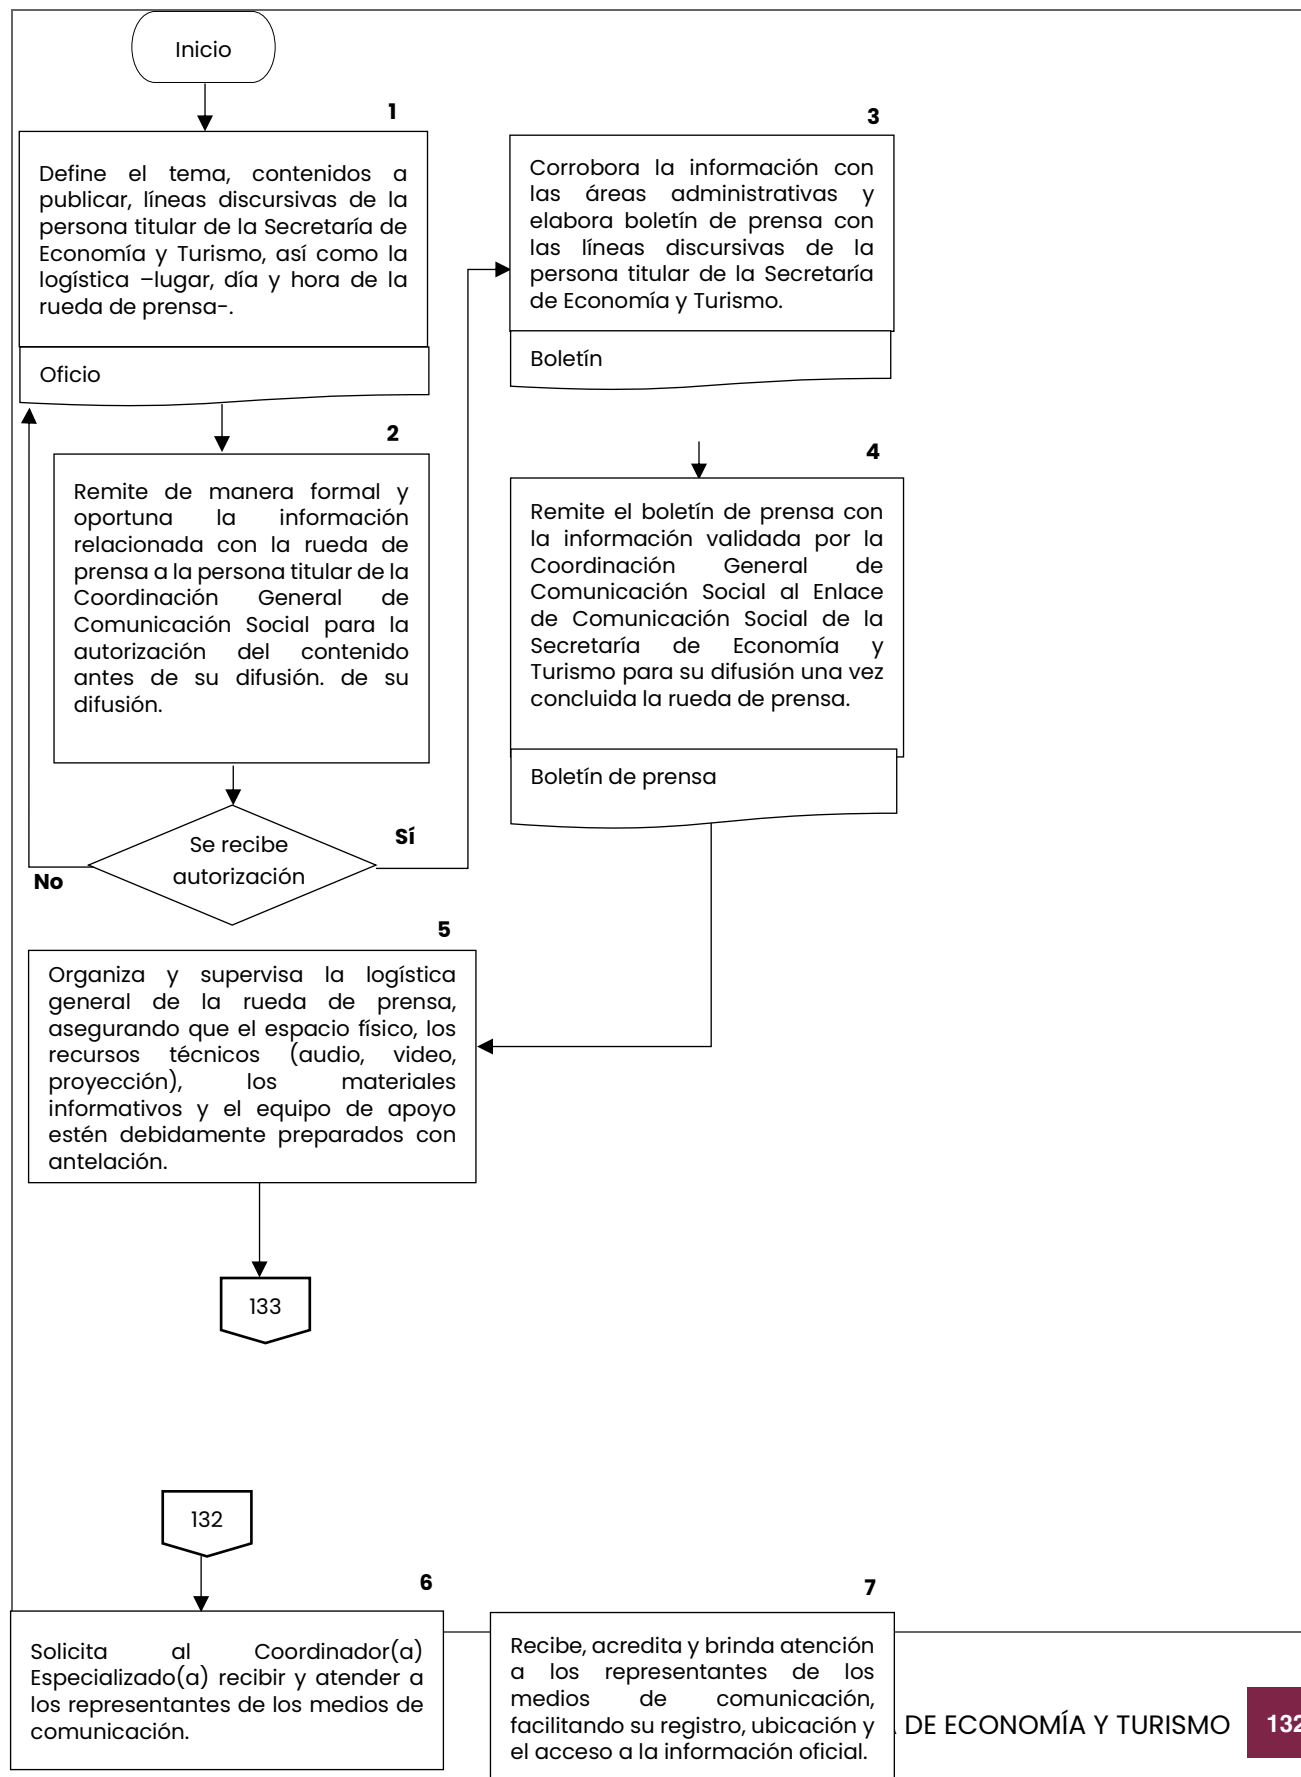 Inicio
1
Define el tema, contenidos a
publicar, líneas discursivas de la
persona titular de la Secretaría de
Economía y Turismo, así como la
logística –lugar, día y hora de la
rueda de prensa-.
Oficio
2
Remite de manera formal y
oportuna la información
relacionada con la rueda de
prensa a la persona titular de la
Coordinación General de
Comunicación Social para la
autorización del contenido
antes de su difusión. de su
difusión.
Se recibe
autorización
Sí
No
3
Corrobora la información con
las áreas administrativas y
elabora boletín de prensa con
las líneas discursivas de la
persona titular de la Secretaría
de Economía y Turismo.
Boletín
4
Remite el boletín de prensa con
la información validada por la
Coordinación General de
Comunicación Social al Enlace
de Comunicación Social de la
Secretaría de Economía y
Turismo para su difusión una vez
concluida la rueda de prensa.
Boletín de prensa
5
Organiza y supervisa la logística
general de la rueda de prensa,
asegurando que el espacio físico, los
recursos técnicos (audio, video,
proyección), los materiales
informativos y el equipo de apoyo
estén debidamente preparados con
antelación.
133
132
6
Solicita al Coordinador(a)
Especializado(a) recibir y atender a
los representantes de los medios de
comunicación.
7
Recibe, acredita y brinda atención
a los representantes de los
medios de comunicación,
facilitando su registro, ubicación y
el acceso a la información oficial.
DE ECONOMÍA Y TURISMO
132